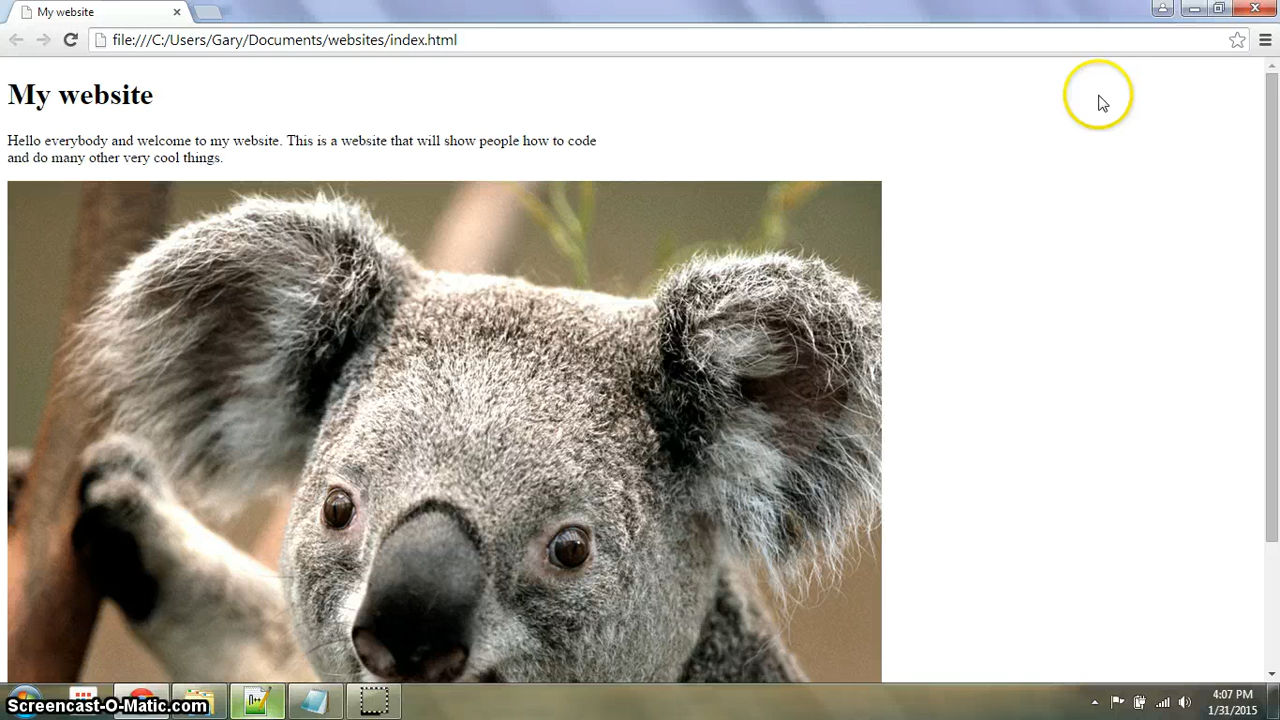 My website
file:///C:/Users/Gary/Documents/websites/index.html
My website
Hello everybody and welcome to my website. This is a website that will show people how to code
and do many other very cool things.
4:07 PM
1/31/2015
Screencast-O-Matic.com